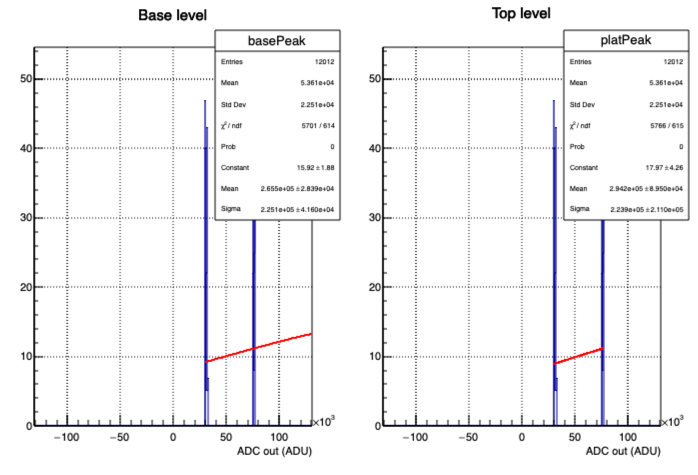 Base level
basePeak
Entries 12012
Mean 5.361e+04
Std Dev 2.251e+04
χ²/ ndf 5701 / 614
Prob 0
Constant 15.92 ± 1.88
Mean 2.655e+05 ± 2.839e+04
Sigma 2.251e+05 ± 4.160e+04
50
40
30
20
10
0
−100 −50 0 50 100
×10³
ADC out (ADU)
Top level
platPeak
Entries 12012
Mean 5.361e+04
Std Dev 2.251e+04
χ²/ ndf 5766 / 615
Prob 0
Constant 17.97 ± 4.26
Mean 2.942e+05 ± 8.950e+04
Sigma 2.239e+05 ± 2.110e+05
50
40
30
20
10
0
−100 −50 0 50 100
×10³
ADC out (ADU)